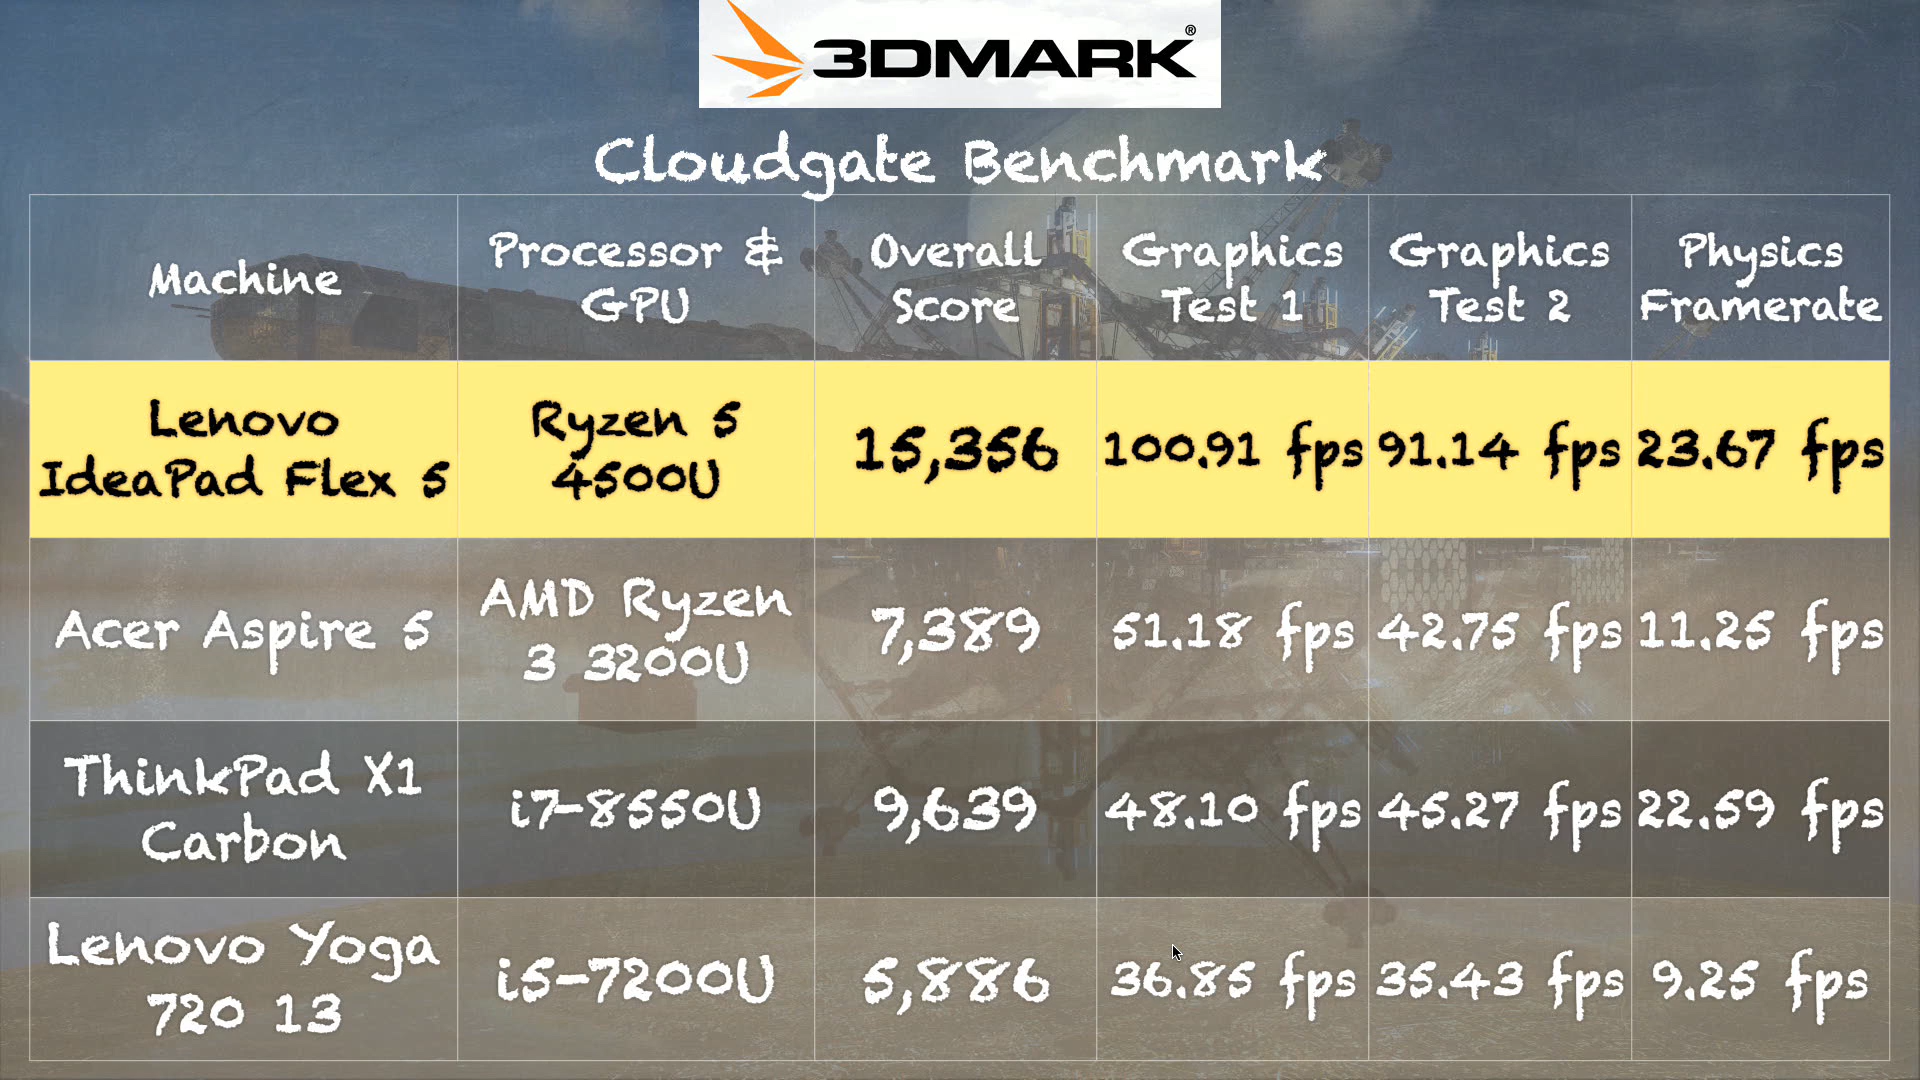 3DMARK®
Cloudgate Benchmark
Machine
Processor &
GPU
Overall
Score
Graphics
Test 1
Graphics
Test 2
Physics
Framerate
Lenovo
IdeaPad Flex 5
Ryzen 5
4500U
15,356
100.91 fps
91.14 fps
23.67 fps
Acer Aspire 5
AMD Ryzen
3 3200U
7,389
51.18 fps
42.75 fps
11.25 fps
ThinkPad X1
Carbon
i7-8550U
9,639
48.10 fps
45.27 fps
22.59 fps
Lenovo Yoga
720 13
i5-7200U
5,886
36.85 fps
35.43 fps
9.25 fps